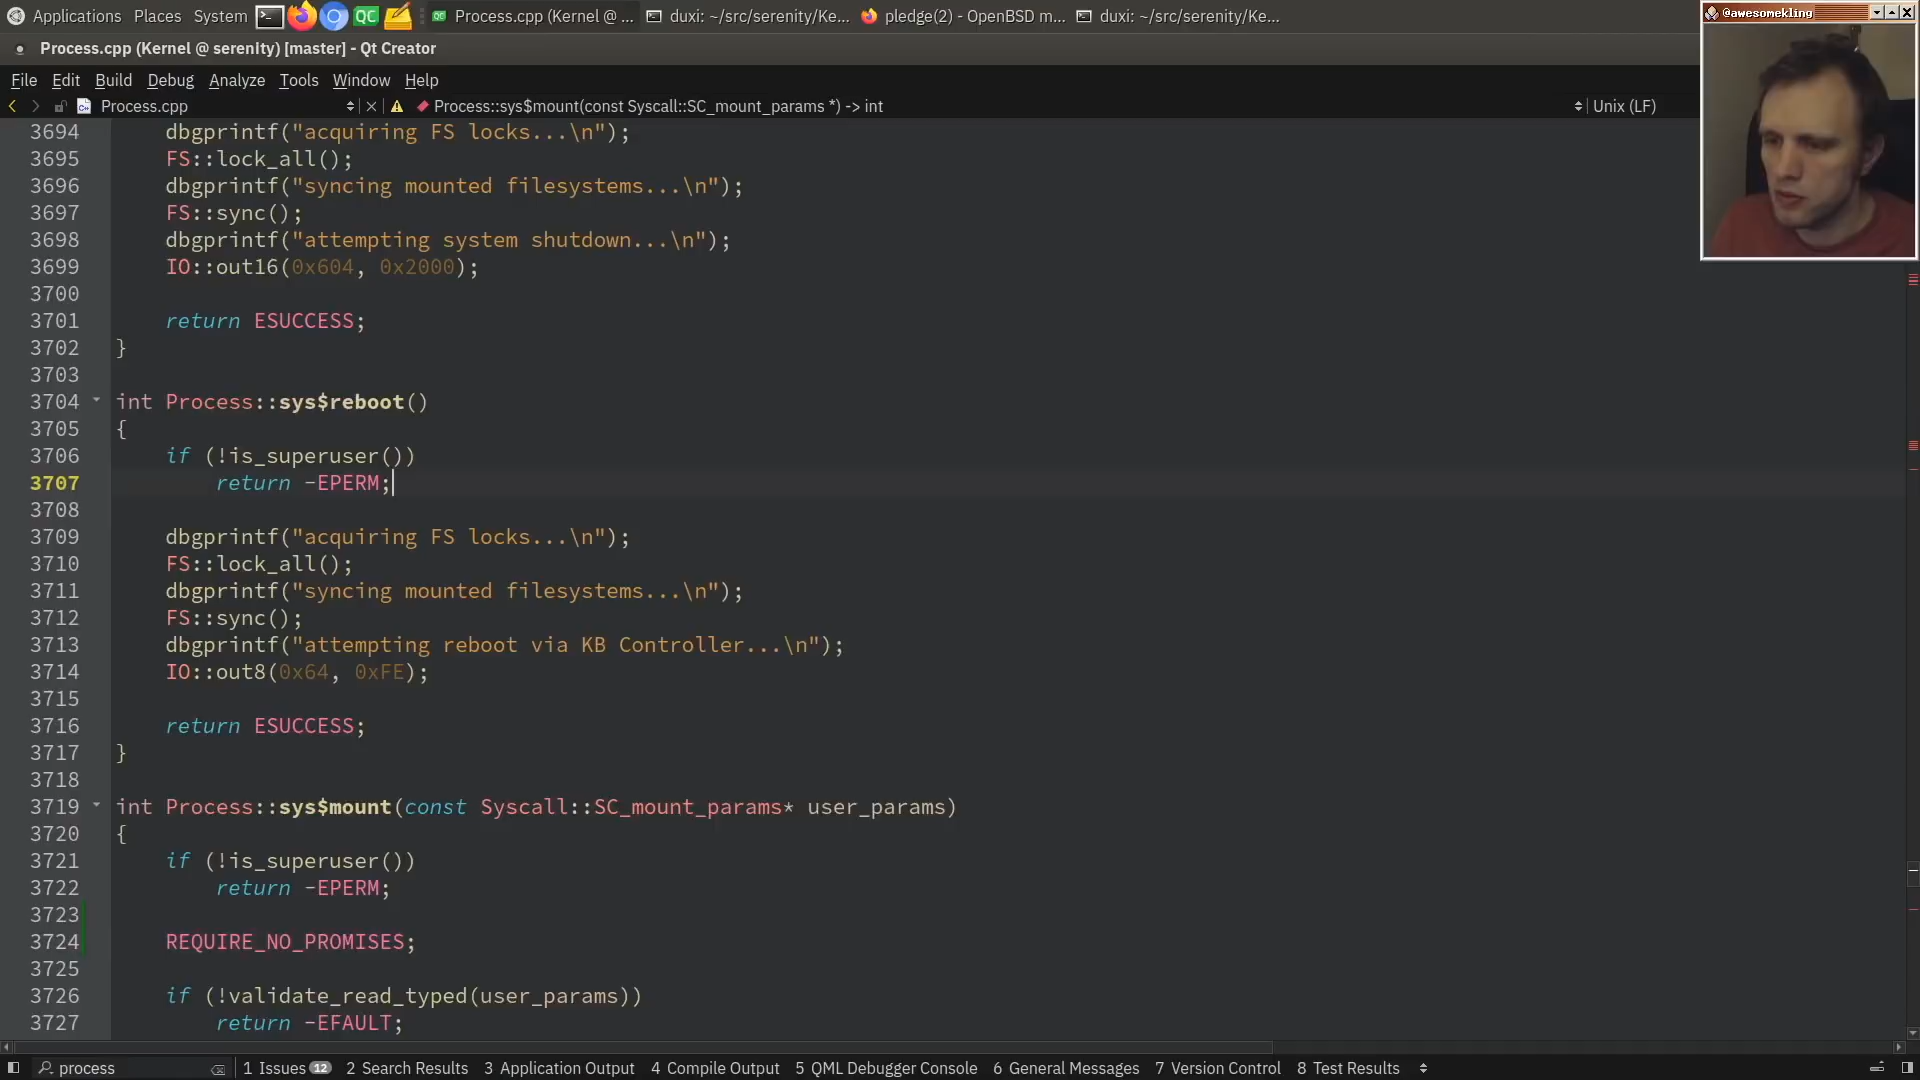 Applications Places System QC Process.cpp (Kernel @ ... duxi: ~/src/serenity/Ke... pledge(2) - OpenBSD m... duxi: ~/src/serenity/Ke... @awesomekling
Process.cpp (Kernel @ serenity) [master] - Qt Creator
File Edit Build Debug Analyze Tools Window Help
Process.cpp Process::sys$mount(const Syscall::SC_mount_params *) -> int Unix (LF)
3694 dbgprintf("acquiring FS locks...\n");
3695 FS::lock_all();
3696 dbgprintf("syncing mounted filesystems...\n");
3697 FS::sync();
3698 dbgprintf("attempting system shutdown...\n");
3699 IO::out16(0x604, 0x2000);
3700
3701 return ESUCCESS;
3702 }
3703
3704 int Process::sys$reboot()
3705 {
3706 if (!is_superuser())
3707 return -EPERM;
3708
3709 dbgprintf("acquiring FS locks...\n");
3710 FS::lock_all();
3711 dbgprintf("syncing mounted filesystems...\n");
3712 FS::sync();
3713 dbgprintf("attempting reboot via KB Controller...\n");
3714 IO::out8(0x64, 0xFE);
3715
3716 return ESUCCESS;
3717 }
3718
3719 int Process::sys$mount(const Syscall::SC_mount_params* user_params)
3720 {
3721 if (!is_superuser())
3722 return -EPERM;
3723
3724 REQUIRE_NO_PROMISES;
3725
3726 if (!validate_read_typed(user_params))
3727 return -EFAULT;
process 1 Issues 12 2 Search Results 3 Application Output 4 Compile Output 5 QML Debugger Console 6 General Messages 7 Version Control 8 Test Results